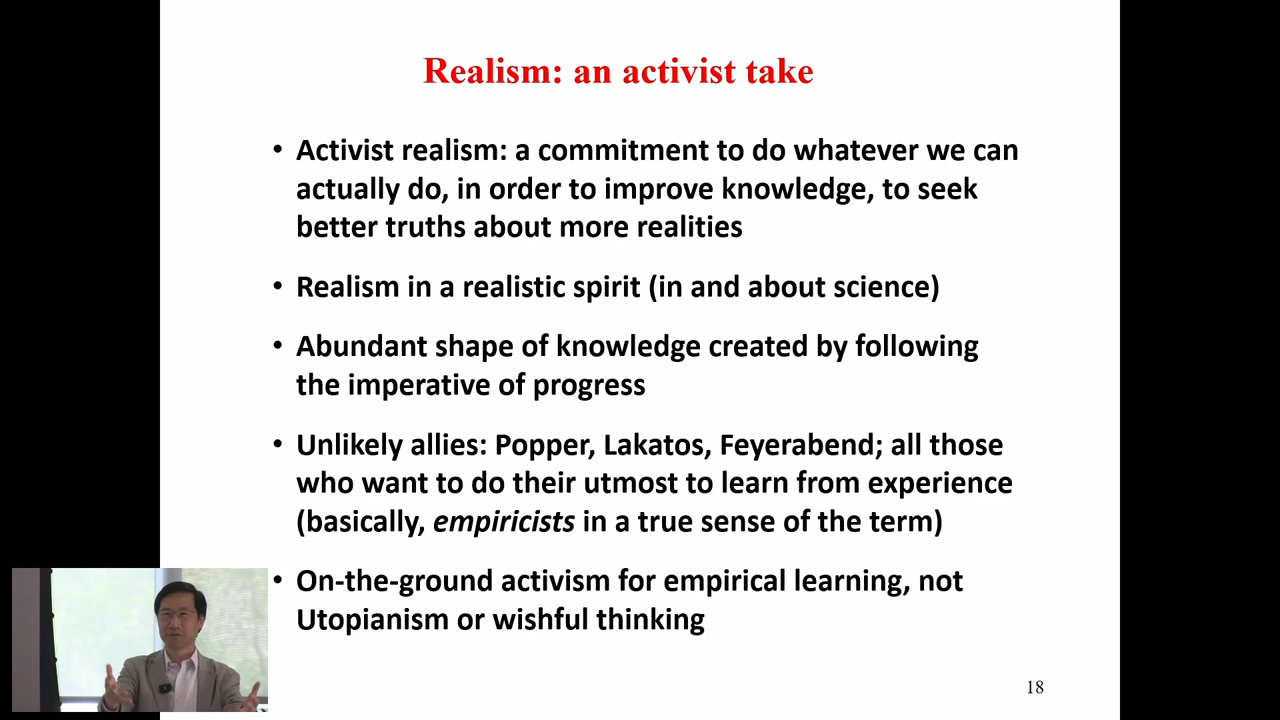 Realism: an activist take
• Activist realism: a commitment to do whatever we can
actually do, in order to improve knowledge, to seek
better truths about more realities
• Realism in a realistic spirit (in and about science)
• Abundant shape of knowledge created by following
the imperative of progress
• Unlikely allies: Popper, Lakatos, Feyerabend; all those
who want to do their utmost to learn from experience
(basically, empiricists in a true sense of the term)
• On-the-ground activism for empirical learning, not
Utopianism or wishful thinking
18